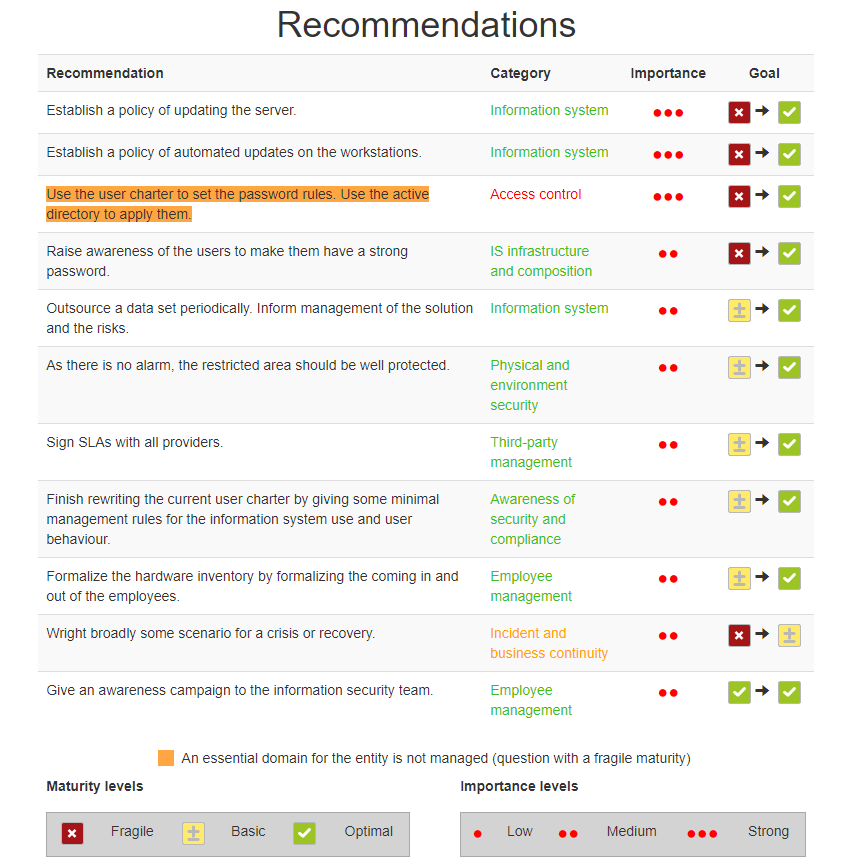 Recommendations
Recommendation Category Importance Goal
Establish a policy of updating the server. Information system
Establish a policy of automated updates on the workstations. Information system
Use the user charter to set the password rules. Use the active Access control
directory to apply them.
Raise awareness of the users to make them have a strong IS infrastructure
password. and composition
Outsource a data set periodically. Inform management of the solution Information system
and the risks.
As there is no alarm, the restricted area should be well protected. Physical and
environment
security
Sign SLAs with all providers. Third-party
management
Finish rewriting the current user charter by giving some minimal Awareness of
management rules for the information system use and user security and
behaviour. compliance
Formalize the hardware inventory by formalizing the coming in and Employee
out of the employees. management
Wright broadly some scenario for a crisis or recovery. Incident and
business continuity
Give an awareness campaign to the information security team. Employee
management
An essential domain for the entity is not managed (question with a fragile maturity)
Maturity levels Importance levels
Fragile Basic Optimal Low Medium Strong